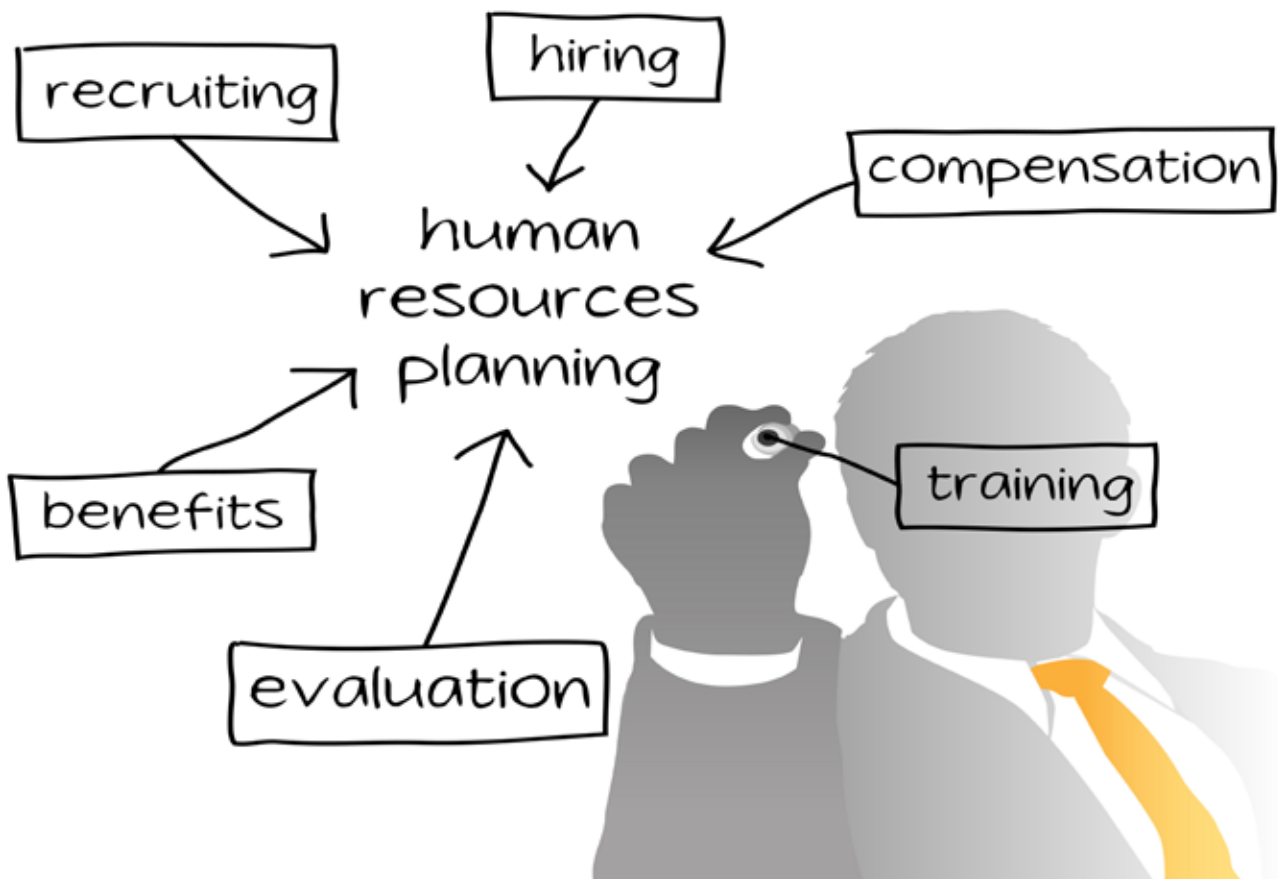 recruiting
hiring
compensation
human
resources
planning
benefits
training
evaluation